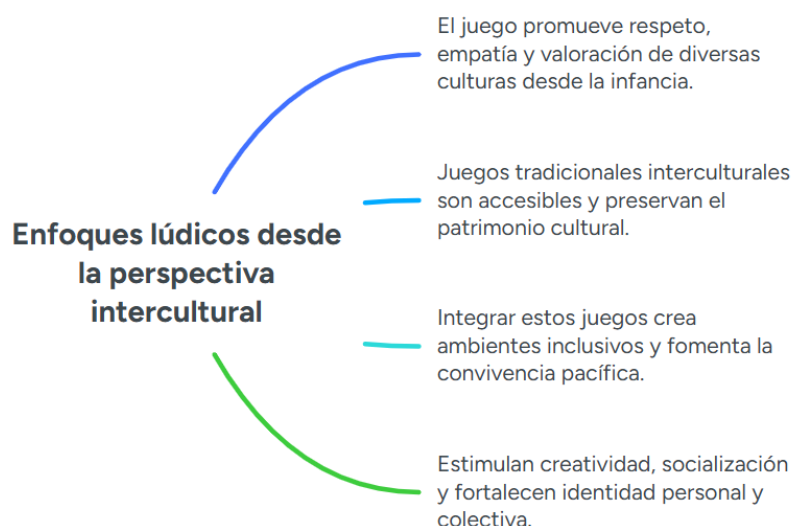 El juego promueve respeto,
empatía y valoración de diversas
culturas desde la infancia.
Juegos tradicionales interculturales
son accesibles y preservan el
patrimonio cultural.
Enfoques lúdicos desde
la perspectiva
intercultural
Integrar estos juegos crea
ambientes inclusivos y fomenta la
convivencia pacífica.
Estimulan creatividad, socialización
y fortalecen identidad personal y
colectiva.